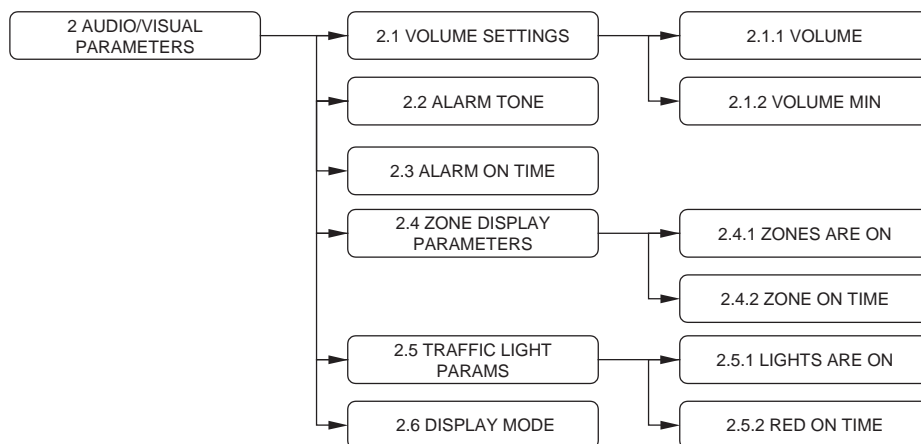 2 AUDIO/VISUAL
PARAMETERS
2.1 VOLUME SETTINGS
2.1.1 VOLUME
2.1.2 VOLUME MIN
2.2 ALARM TONE
2.3 ALARM ON TIME
2.4 ZONE DISPLAY
PARAMETERS
2.4.1 ZONES ARE ON
2.4.2 ZONE ON TIME
2.5 TRAFFIC LIGHT
PARAMS
2.5.1 LIGHTS ARE ON
2.5.2 RED ON TIME
2.6 DISPLAY MODE